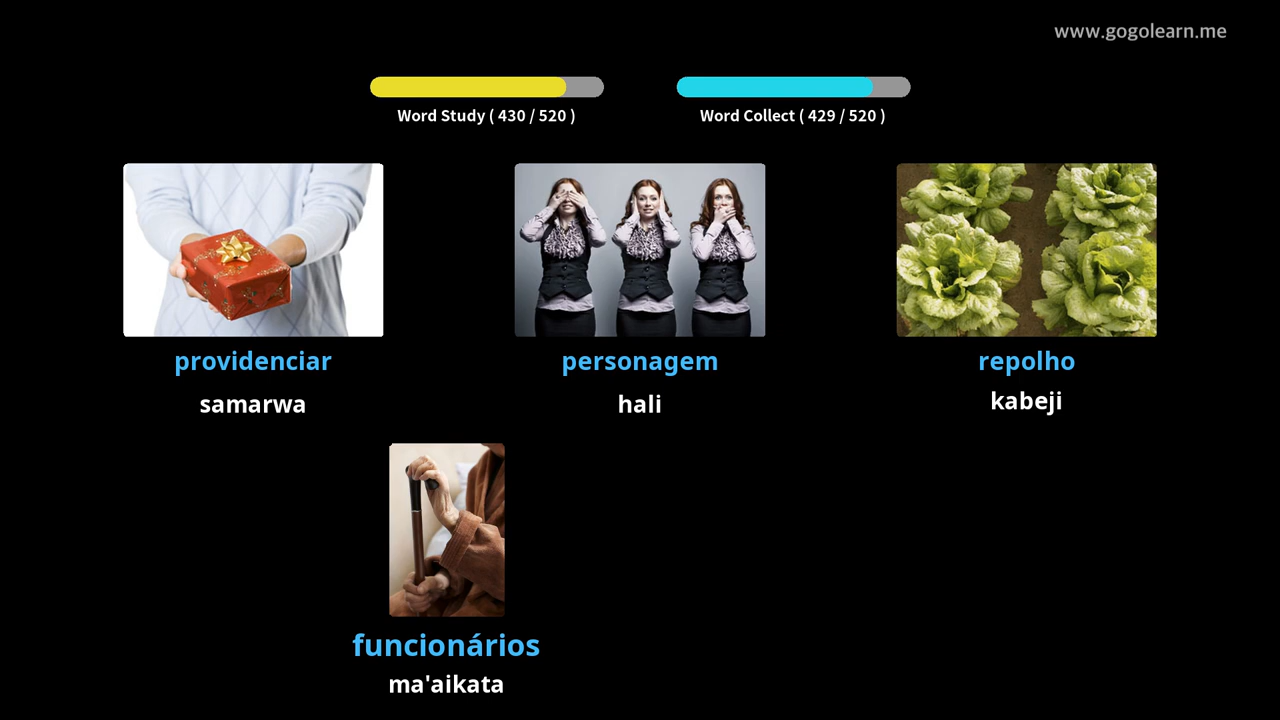 www.gogolearn.me
Word Study ( 430 / 520 )
Word Collect ( 429 / 520 )
providenciar
samarwa
personagem
hali
repolho
kabeji
funcionários
ma'aikata